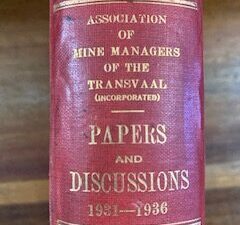 ASSOCIATION
OF
MINE MANAGERS
OF THE
TRANSVAAL
(INCORPORATED)
PAPERS
AND
DISCUSSIONS
1931—1936